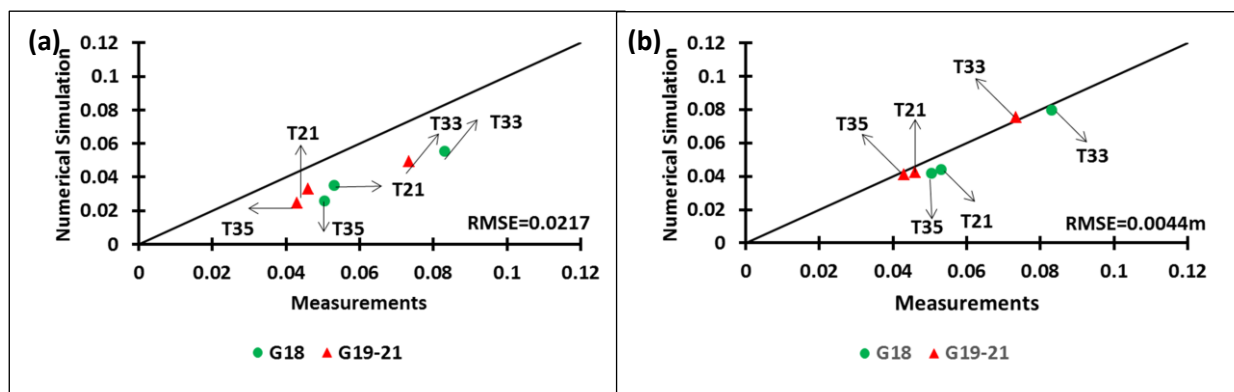 (a)
Numerical Simulation
0.12
0.1
0.08
0.06
0.04
0.02
0
T21
T33
T33
T21
T35
T35
RMSE=0.0217
0 0.02 0.04 0.06 0.08 0.1 0.12
Measurements
G18 G19-21
(b)
Numerical Simulation
0.12
0.1
0.08
0.06
0.04
0.02
0
T33
T21
T35
T33
T35
T21
RMSE=0.0044m
0 0.02 0.04 0.06 0.08 0.1 0.12
Measurements
G18 G19-21